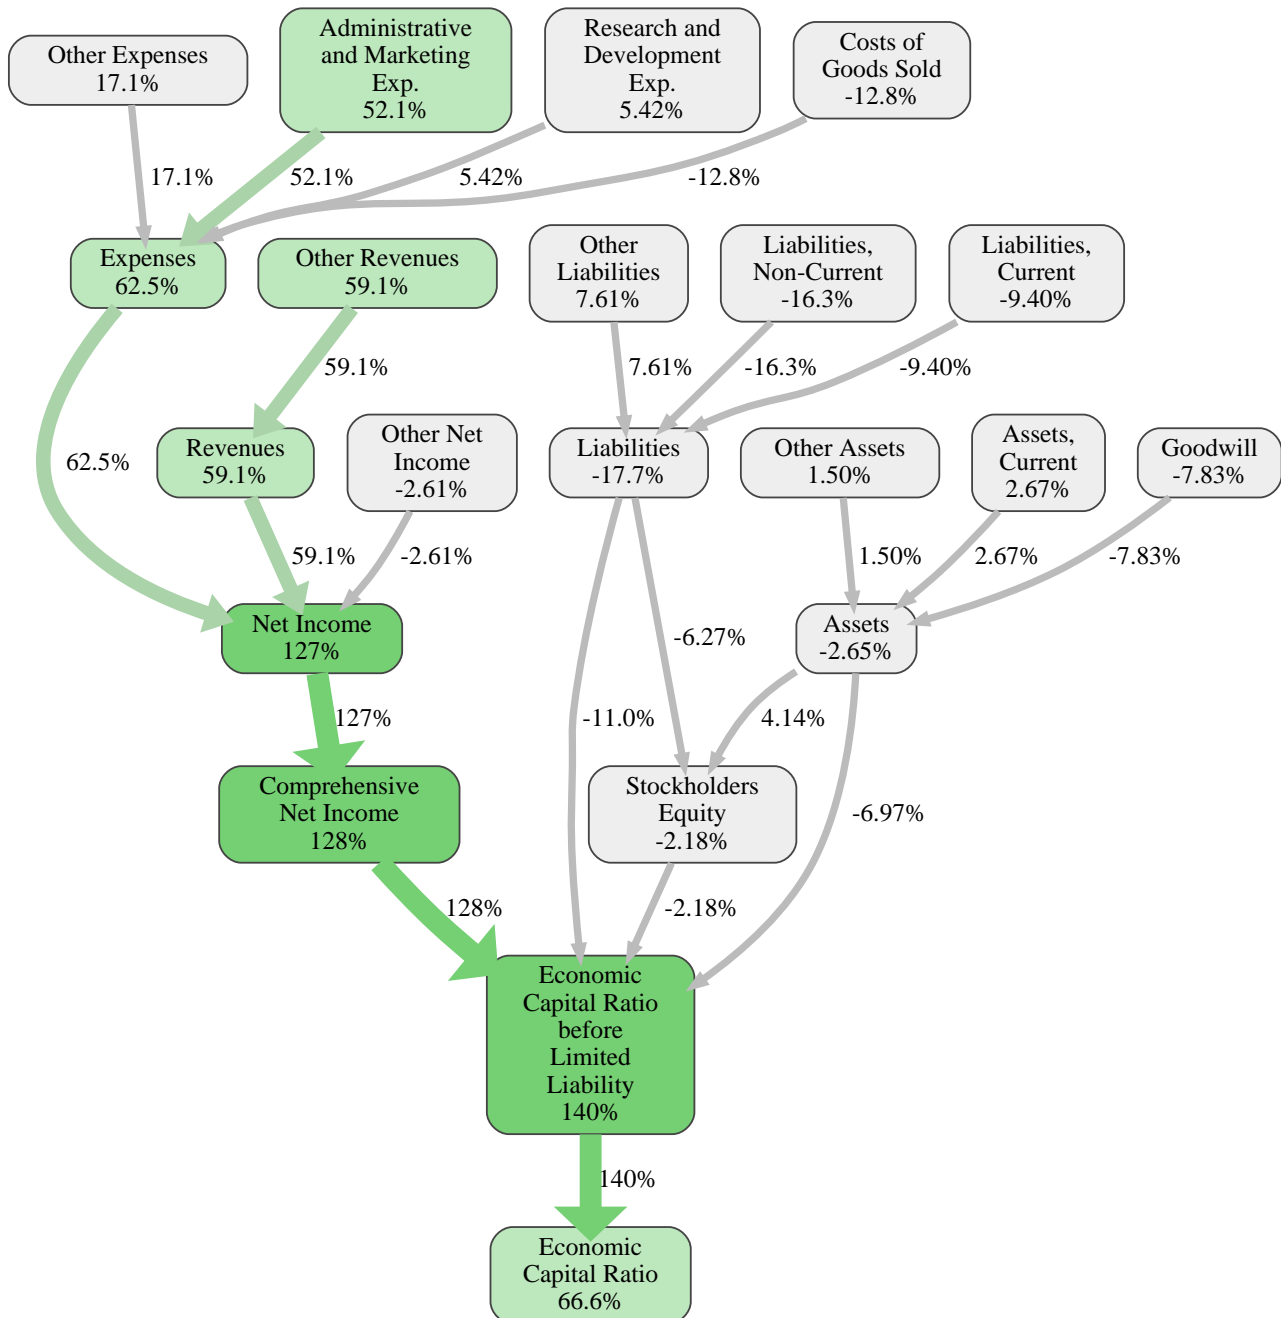 Other Expenses
17.1%
Administrative
and Marketing
Exp.
52.1%
Research and
Development
Exp.
5.42%
Costs of
Goods Sold
-12.8%
17.1%
52.1%
5.42%
-12.8%
Expenses
62.5%
Other Revenues
59.1%
Other
Liabilities
7.61%
Liabilities,
Non-Current
-16.3%
Liabilities,
Current
-9.40%
59.1%
7.61%
-16.3%
-9.40%
62.5%
Revenues
59.1%
Other Net
Income
-2.61%
Liabilities
-17.7%
Other Assets
1.50%
Assets,
Current
2.67%
Goodwill
-7.83%
59.1%
-2.61%
1.50%
2.67%
-7.83%
Net Income
127%
-6.27%
Assets
-2.65%
127%
-11.0%
4.14%
Comprehensive
Net Income
128%
Stockholders
Equity
-2.18%
-6.97%
128%
-2.18%
Economic
Capital Ratio
before
Limited
Liability
140%
140%
Economic
Capital Ratio
66.6%